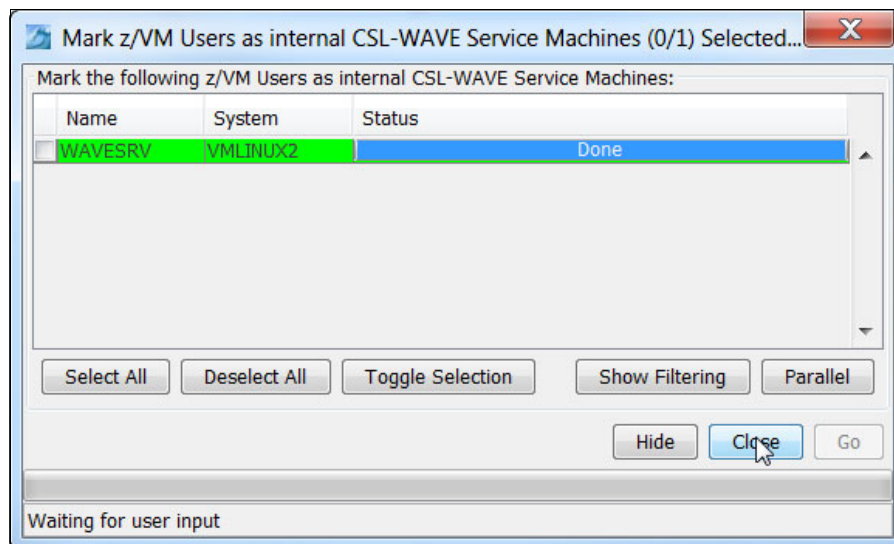 Mark z/VM Users as internal CSL-WAVE Service Machines (0/1) Selected...
Mark the following z/VM Users as internal CSL-WAVE Service Machines:
Name System Status
WAVESRV VMLINUX2 Done
Select All Deselect All Toggle Selection Show Filtering Parallel
Hide Close Go
Waiting for user input